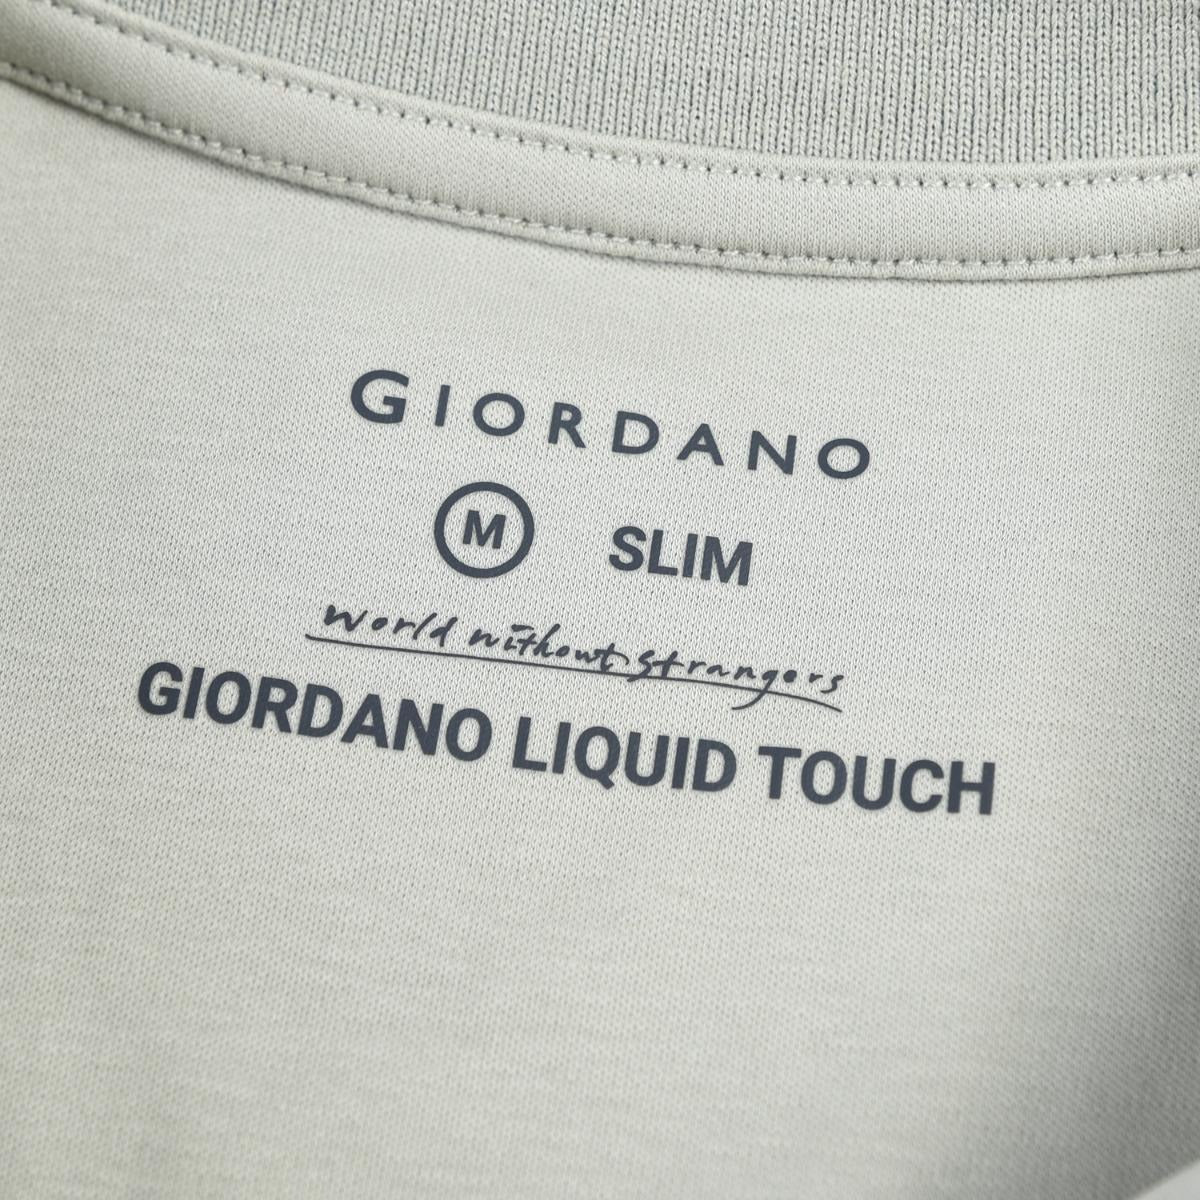 GIORDANO
M SLIM
World without strangers
GIORDANO LIQUID TOUCH